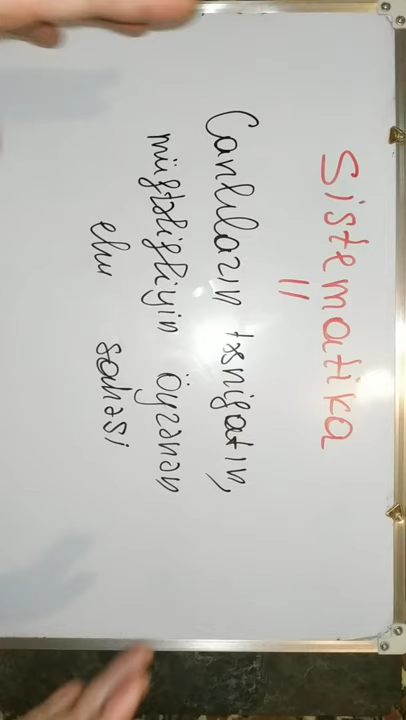 Sistematika
=
Canlıların təsnifatın,
müxtəlifliyin öyrənən
elm sahəsi